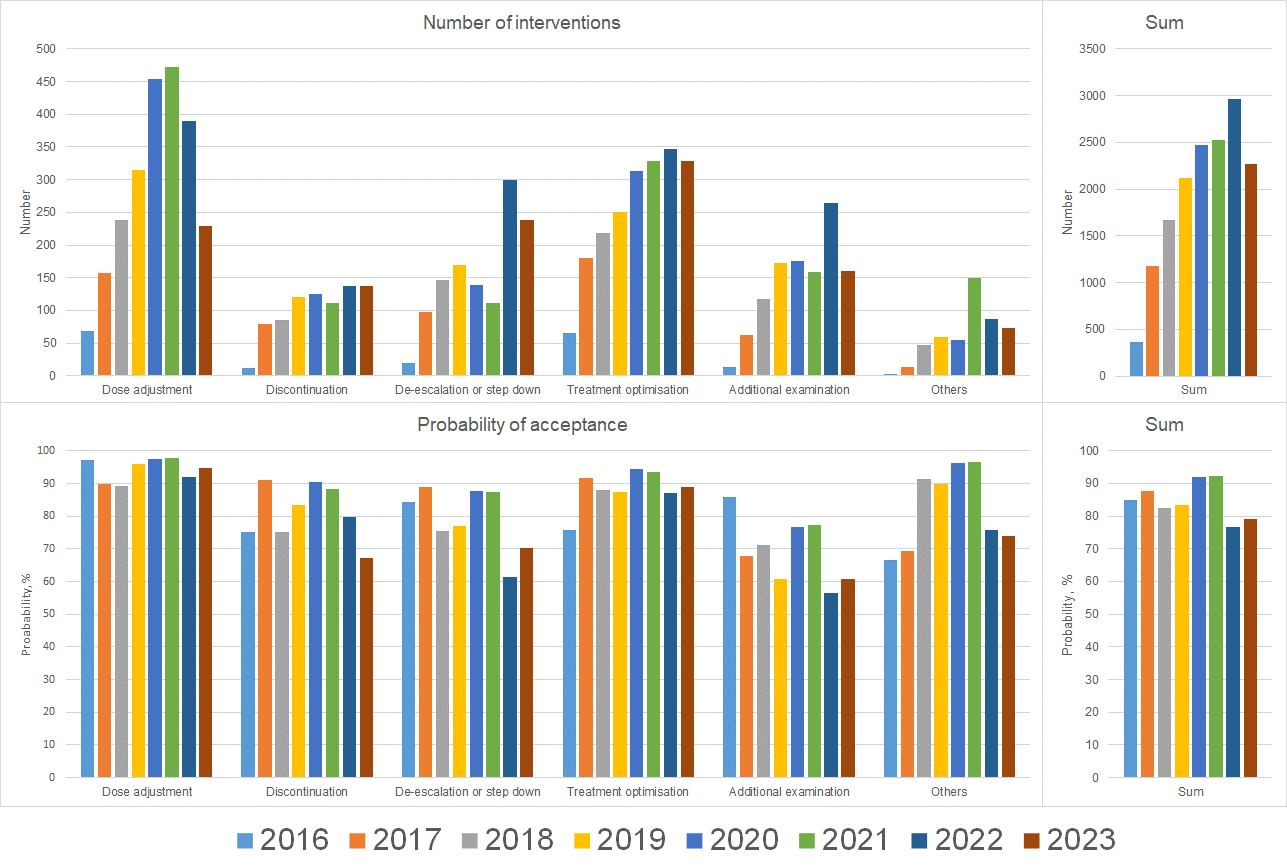 Number of interventions
Sum
500
450
400
350
300
250
200
150
100
50
0
Number
Dose adjustment
Discontinuation
De-escalation or step down
Treatment optimisation
Additional examination
Others
3500
3000
2500
2000
1500
1000
500
0
Number
Sum
Probability of acceptance
Sum
100
90
80
70
60
50
40
30
20
10
0
Proabability, %
Dose adjustment
Discontinuation
De-escalation or step down
Treatment optimisation
Additional examination
Others
100
90
80
70
60
50
40
30
20
10
0
Probability, %
Sum
2016 2017 2018 2019 2020 2021 2022 2023